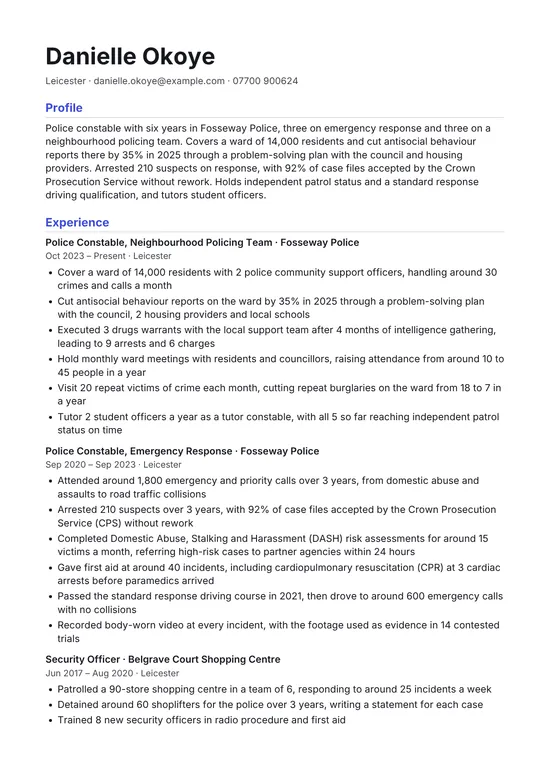 Danielle Okoye
Leicester · danielle.okoye@example.com · 07700 900624
Profile
Police constable with six years in Fosseway Police, three on emergency response and three on a
neighbourhood policing team. Covers a ward of 14,000 residents and cut antisocial behaviour
reports there by 35% in 2025 through a problem-solving plan with the council and housing
providers. Arrested 210 suspects on response, with 92% of case files accepted by the Crown
Prosecution Service without rework. Holds independent patrol status and a standard response
driving qualification, and tutors student officers.
Experience
Police Constable, Neighbourhood Policing Team · Fosseway Police
Oct 2023 – Present · Leicester
• Cover a ward of 14,000 residents with 2 police community support officers, handling around 30
crimes and calls a month
• Cut antisocial behaviour reports on the ward by 35% in 2025 through a problem-solving plan
with the council, 2 housing providers and local schools
• Executed 3 drugs warrants with the local support team after 4 months of intelligence gathering,
leading to 9 arrests and 6 charges
• Hold monthly ward meetings with residents and councillors, raising attendance from around 10 to
45 people in a year
• Visit 20 repeat victims of crime each month, cutting repeat burglaries on the ward from 18 to 7 in
a year
• Tutor 2 student officers a year as a tutor constable, with all 5 so far reaching independent patrol
status on time
Police Constable, Emergency Response · Fosseway Police
Sep 2020 – Sep 2023 · Leicester
• Attended around 1,800 emergency and priority calls over 3 years, from domestic abuse and
assaults to road traffic collisions
• Arrested 210 suspects over 3 years, with 92% of case files accepted by the Crown Prosecution
Service (CPS) without rework
• Completed Domestic Abuse, Stalking and Harassment (DASH) risk assessments for around 15
victims a month, referring high-risk cases to partner agencies within 24 hours
• Gave first aid at around 40 incidents, including cardiopulmonary resuscitation (CPR) at 3 cardiac
arrests before paramedics arrived
• Passed the standard response driving course in 2021, then drove to around 600 emergency calls
with no collisions
• Recorded body-worn video at every incident, with the footage used as evidence in 14 contested
trials
Security Officer · Belgrave Court Shopping Centre
Jun 2017 – Aug 2020 · Leicester
• Patrolled a 90-store shopping centre in a team of 6, responding to around 25 incidents a week
• Detained around 60 shoplifters for the police over 3 years, writing a statement for each case
• Trained 8 new security officers in radio procedure and first aid